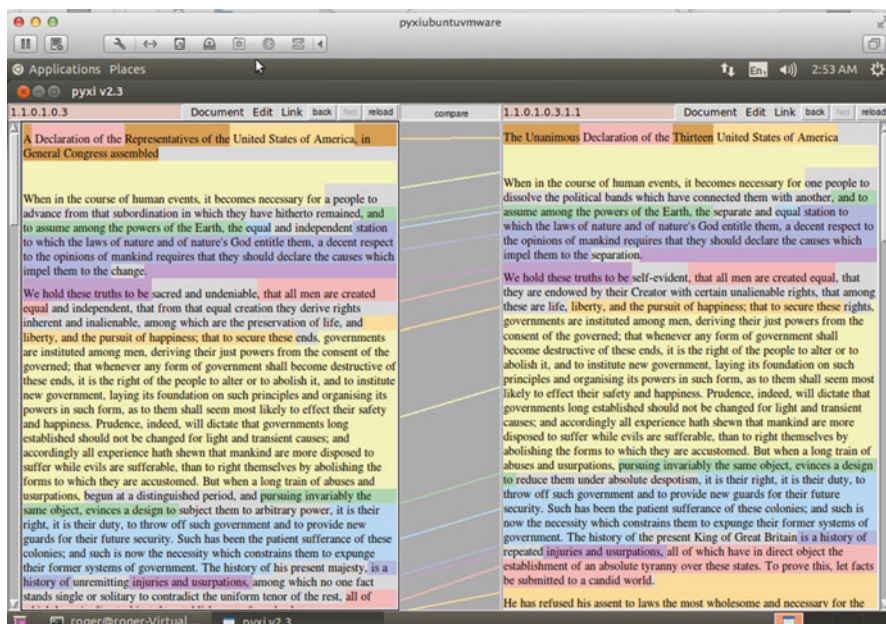 pyxiubuntuvmware
Applications Places
En₁
2:53 AM
pyxi v2.3
1.1.0.1.0.3
Document Edit Link back fwd reload
compare
1.1.0.1.0.3.1.1
Document Edit Link back fwd reload
A Declaration of the Representatives of the United States of America, in
General Congress assembled
When in the course of human events, it becomes necessary for a people to
advance from that subordination in which they have hitherto remained, and
to assume among the powers of the Earth, the equal and independent station
to which the laws of nature and of nature's God entitle them, a decent respect
to the opinions of mankind requires that they should declare the causes which
impel them to the change.
We hold these truths to be sacred and undeniable, that all men are created
equal and independent, that from that equal creation they derive rights
inherent and inalienable, among which are the preservation of life, and
liberty, and the pursuit of happiness; that to secure these ends, governments
are instituted among men, deriving their just powers from the consent of the
governed; that whenever any form of government shall become destructive of
these ends, it is the right of the people to alter or to abolish it, and to institute
new government, laying its foundation on such principles and organising its
powers in such form, as to them shall seem most likely to effect their safety
and happiness. Prudence, indeed, will dictate that governments long
established should not be changed for light and transient causes; and
accordingly all experience hath shewn that mankind are more disposed to
suffer while evils are sufferable, than to right themselves by abolishing the
forms to which they are accustomed. But when a long train of abuses and
usurpations, begun at a distinguished period, and pursuing invariably the
same object, evinces a design to subject them to arbitrary power, it is their
right, it is their duty, to throw off such government and to provide new
guards for their future security. Such has been the patient sufferance of these
colonies; and such is now the necessity which constrains them to expunge
their former systems of government. The history of his present majesty, is a
history of unremitting injuries and usurpations, among which no one fact
stands single or solitary to contradict the uniform tenor of the rest, all of
The Unanimous Declaration of the Thirteen United States of America
When in the course of human events, it becomes necessary for one people to
dissolve the political bands which have connected them with another, and to
assume among the powers of the Earth, the separate and equal station to
which the laws of nature and of nature's God entitle them, a decent respect to
the opinions of mankind requires that they should declare the causes which
impel them to the separation.
We hold these truths to be self-evident, that all men are created equal, that
they are endowed by their Creator with certain unalienable rights, that among
these are life, liberty, and the pursuit of happiness; that to secure these rights,
governments are instituted among men, deriving their just powers from the
consent of the governed; that whenever any form of government shall
become destructive of these ends, it is the right of the people to alter or to
abolish it, and to institute new government, laying its foundation on such
principles and organising its powers in such form, as to them shall seem most
likely to effect their safety and happiness. Prudence, indeed, will dictate that
governments long established should not be changed for light and transient
causes; and accordingly all experience hath shewn that mankind are more
disposed to suffer while evils are sufferable, than to right themselves by
abolishing the forms to which they are accustomed. But when a long train of
abuses and usurpations, pursuing invariably the same object, evinces a design
to reduce them under absolute despotism, it is their right, it is their duty, to
throw off such government and to provide new guards for their future
security. Such has been the patient sufferance of these colonies; and such is
now the necessity which constrains them to expunge their former systems of
government. The history of the present King of Great Britain is a history of
repeated injuries and usurpations, all of which have in direct object the
establishment of an absolute tyranny over these states. To prove this, let facts
be submitted to a candid world.
He has refused his assent to laws the most wholesome and necessary for the
roger@roger-Virtual...
pyxi v2.3